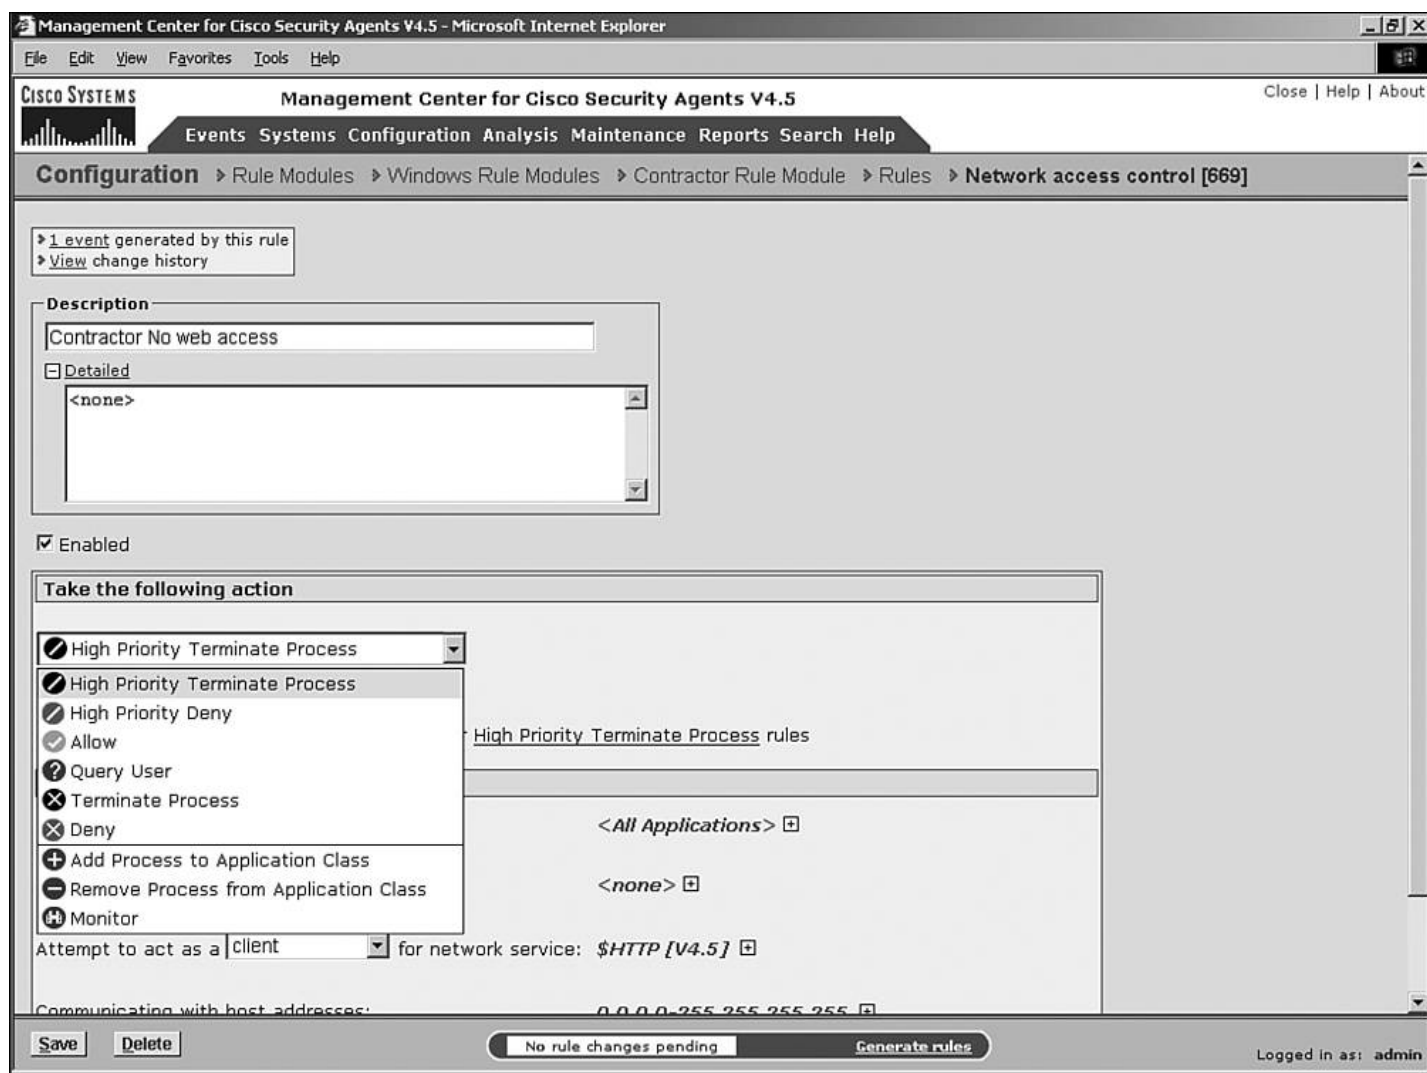 Management Center for Cisco Security Agents V4.5 - Microsoft Internet Explorer
File Edit View Favorites Tools Help
CISCO SYSTEMS
Management Center for Cisco Security Agents V4.5
Close | Help | About
Events Systems Configuration Analysis Maintenance Reports Search Help
Configuration > Rule Modules > Windows Rule Modules > Contractor Rule Module > Rules > Network access control [669]
1 event generated by this rule
View change history
Description
Contractor No web access
Detailed
<none>
Enabled
Take the following action
High Priority Terminate Process
High Priority Terminate Process
High Priority Deny
Allow
High Priority Terminate Process rules
Query User
Terminate Process
Deny
<All Applications>
Add Process to Application Class
Remove Process from Application Class
<none>
Monitor
Attempt to act as a client for network service: $HTTP [V4.5]
Communicating with host addresses: 0.0.0.0-255.255.255.255
Save Delete
No rule changes pending Generate rules
Logged in as: admin